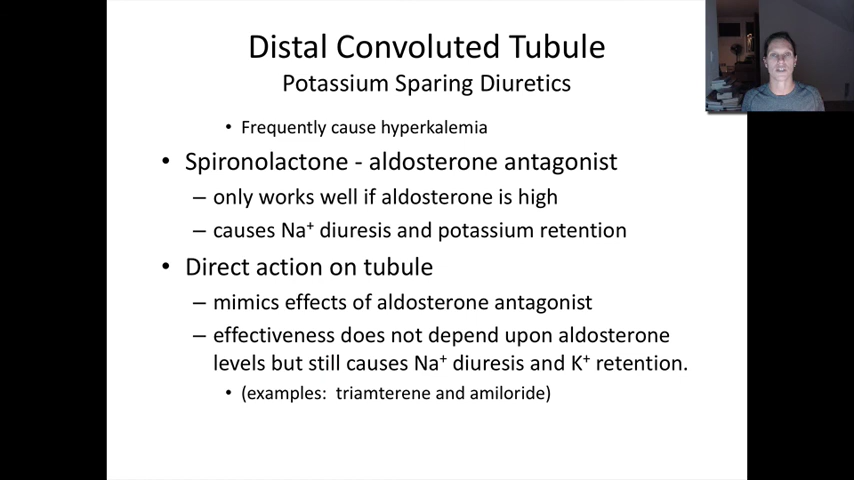 Distal Convoluted Tubule
Potassium Sparing Diuretics
• Frequently cause hyperkalemia
• Spironolactone - aldosterone antagonist
– only works well if aldosterone is high
– causes Na⁺ diuresis and potassium retention
• Direct action on tubule
– mimics effects of aldosterone antagonist
– effectiveness does not depend upon aldosterone
levels but still causes Na⁺ diuresis and K⁺ retention.
• (examples: triamterene and amiloride)